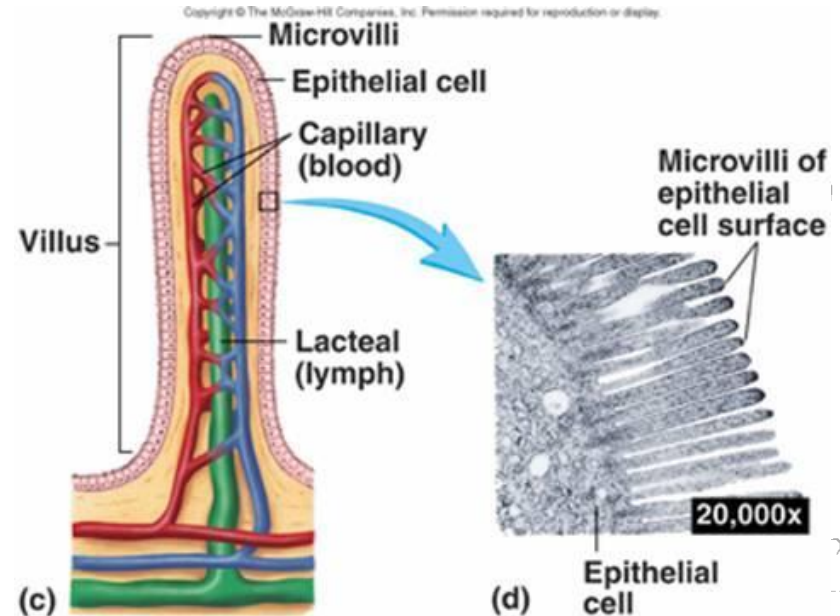 Copyright © The McGraw-Hill Companies, Inc. Permission required for reproduction or display.
Microvilli
Epithelial cell
Capillary
(blood)
Villus
Lacteal
(lymph)
(c)
Microvilli of
epithelial
cell surface
20,000x
Epithelial
cell
(d)